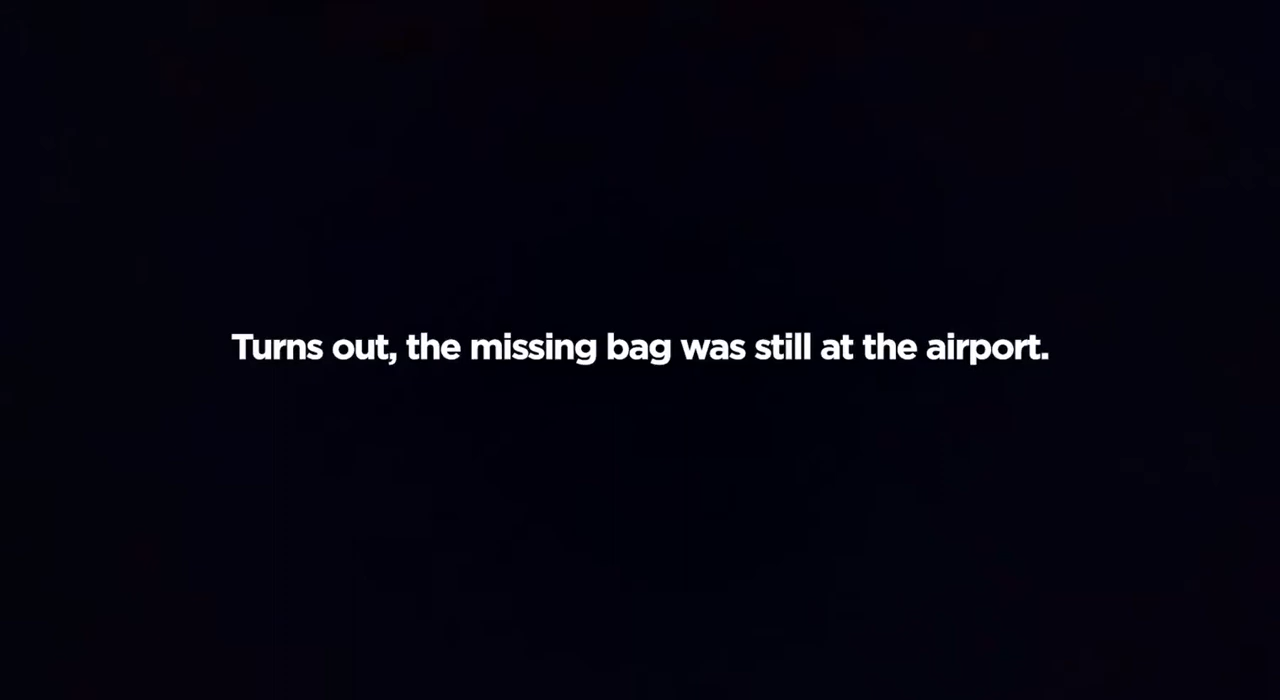 Turns out, the missing bag was still at the airport.